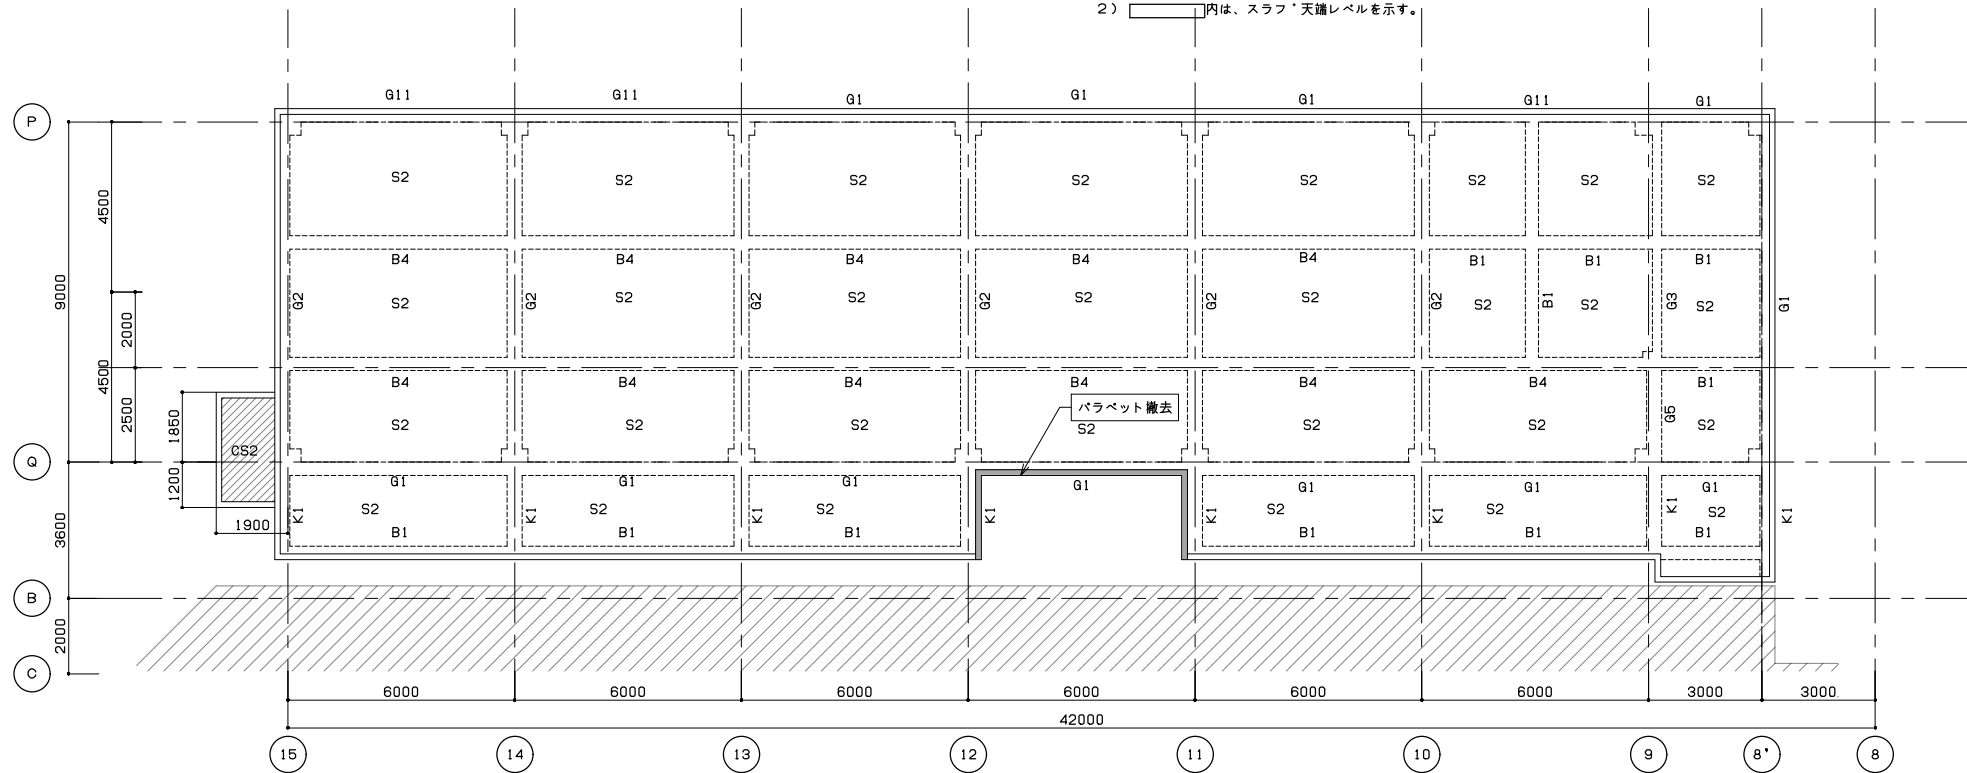 2) 内は、スラフ゜天端レベルを示す。
G11 G11 G1 G1 G1 G11 G1
P
S2 S2 S2 S2 S2 S2 S2 S2
4500
B4 B4 B4 B4 B4 B1 B1 B1
9000
G2 S2 G2 S2 G2 S2 G2 S2 G2 S2 G2 S2 B1 S2 G3 S2 G1
2000
4500
B4 B4 B4 B4 B4 B4 B1
2500
パラペット撤去
1850
S2 S2 S2 S2 S2 S2 G5 S2
CS2
Q
1200
G1 G1 G1 G1 G1 G1 G1
K1 S2 K1 S2 K1 S2 K1 K1 S2 K1 S2 K1 S2 K1
1900
3600
B1 B1 B1 B1 B1 B1
B
2000
C
6000 6000 6000 6000 6000 6000 3000 3000
42000
15 14 13 12 11 10 9 8' 8